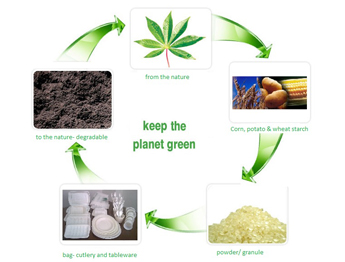 from the nature
Corn, potato & wheat starch
to the nature- degradable
keep the
planet green
bag- cutlery and tableware
powder/ granule